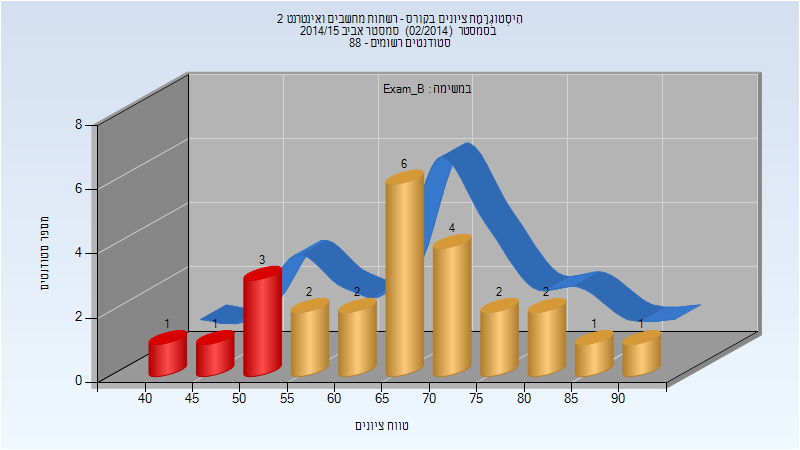 היסטוגרמת ציונים בקורס - רשתות מחשבים ואינטרנט 2
בסמסטר (02/2014) סמסטר אביב 2014/15
סטודנטים רשומים - 88
במשימה : Exam_B
מספר סטודנטים
8
6
4
2
0
1
1
3
2
2
6
4
2
2
1
1
40 45 50 55 60 65 70 75 80 85 90
טווח ציונים